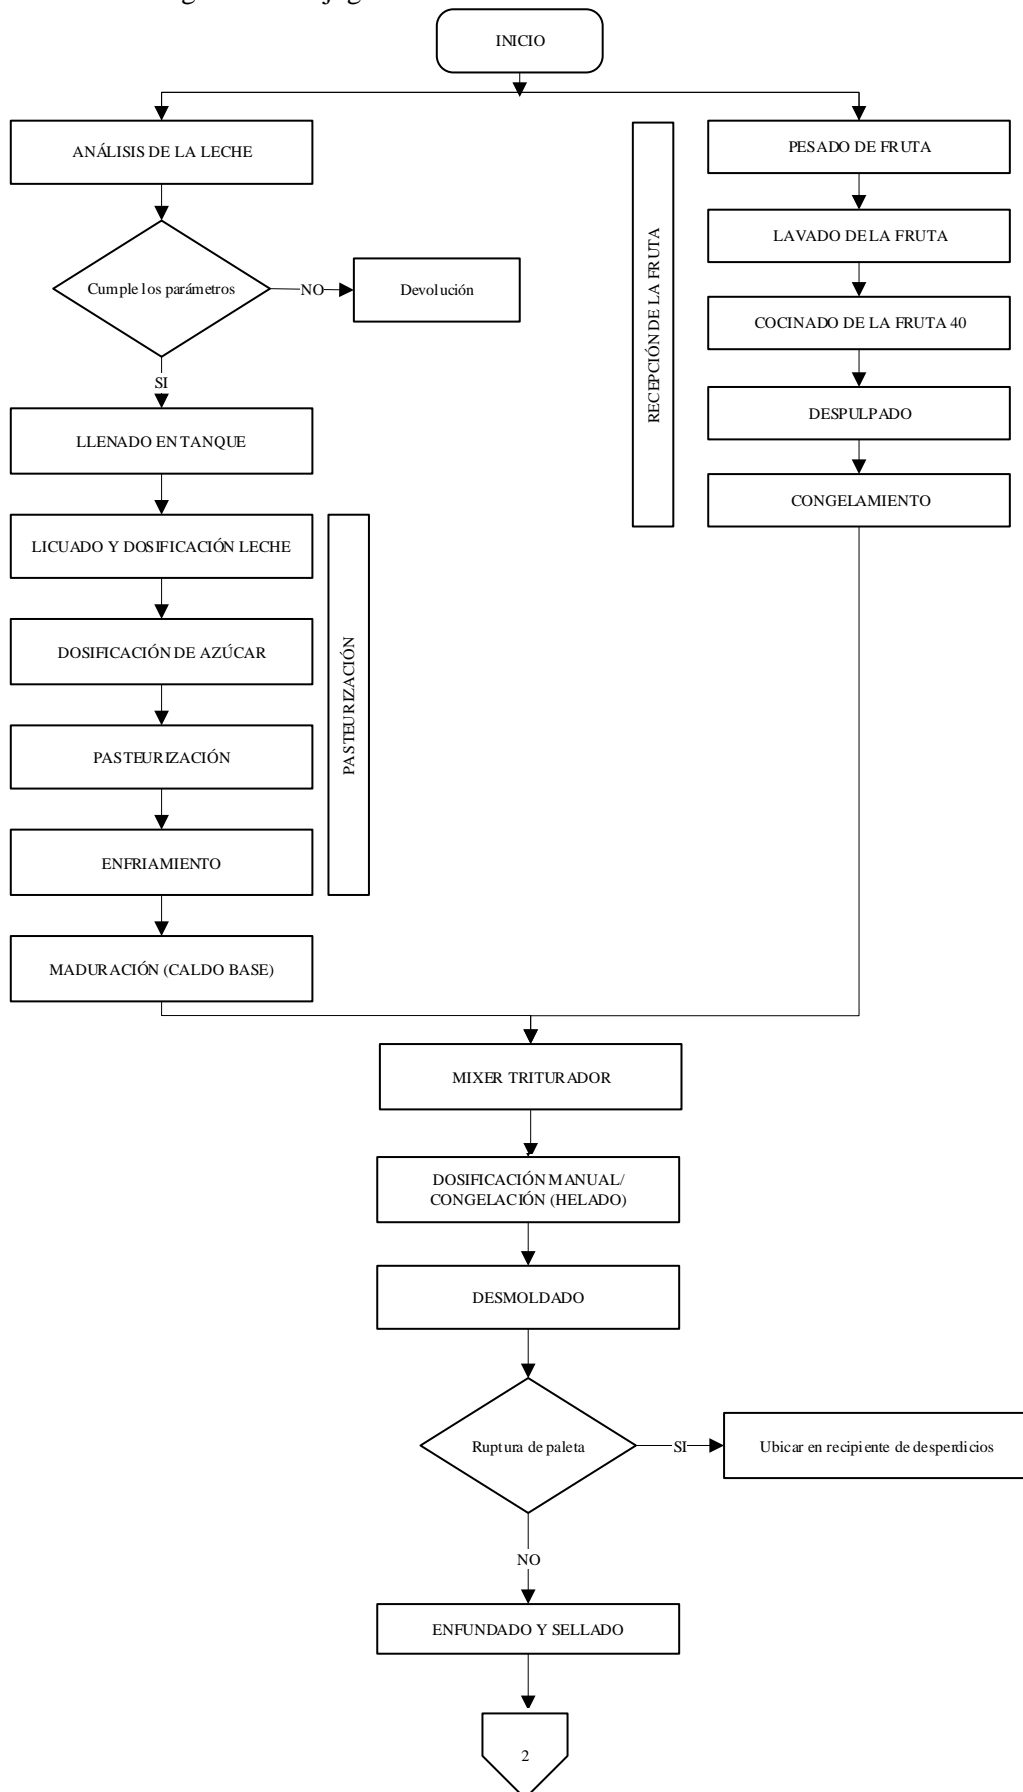 INICIO
ANÁLISIS DE LA LECHE
Cumple los parámetros
NO
Devolución
SI
LLENADO EN TANQUE
LICUADO Y DOSIFICACIÓN LECHE
DOSIFICACIÓN DE AZÚCAR
PASTEURIZACIÓN
ENFRIAMIENTO
PASTEURIZACIÓN
MADURACIÓN (CALDO BASE)
RECEPCIÓN DE LA FRUTA
PESADO DE FRUTA
LAVADO DE LA FRUTA
COCINADO DE LA FRUTA 40
DESPULPADO
CONGELAMIENTO
MIXER TRITURADOR
DOSIFICACIÓN MANUAL/
CONGELACIÓN (HELADO)
DESMOLDADO
Ruptura de paleta
SI
Ubicar en recipiente de desperdicios
NO
ENFUNDADO Y SELLADO
2